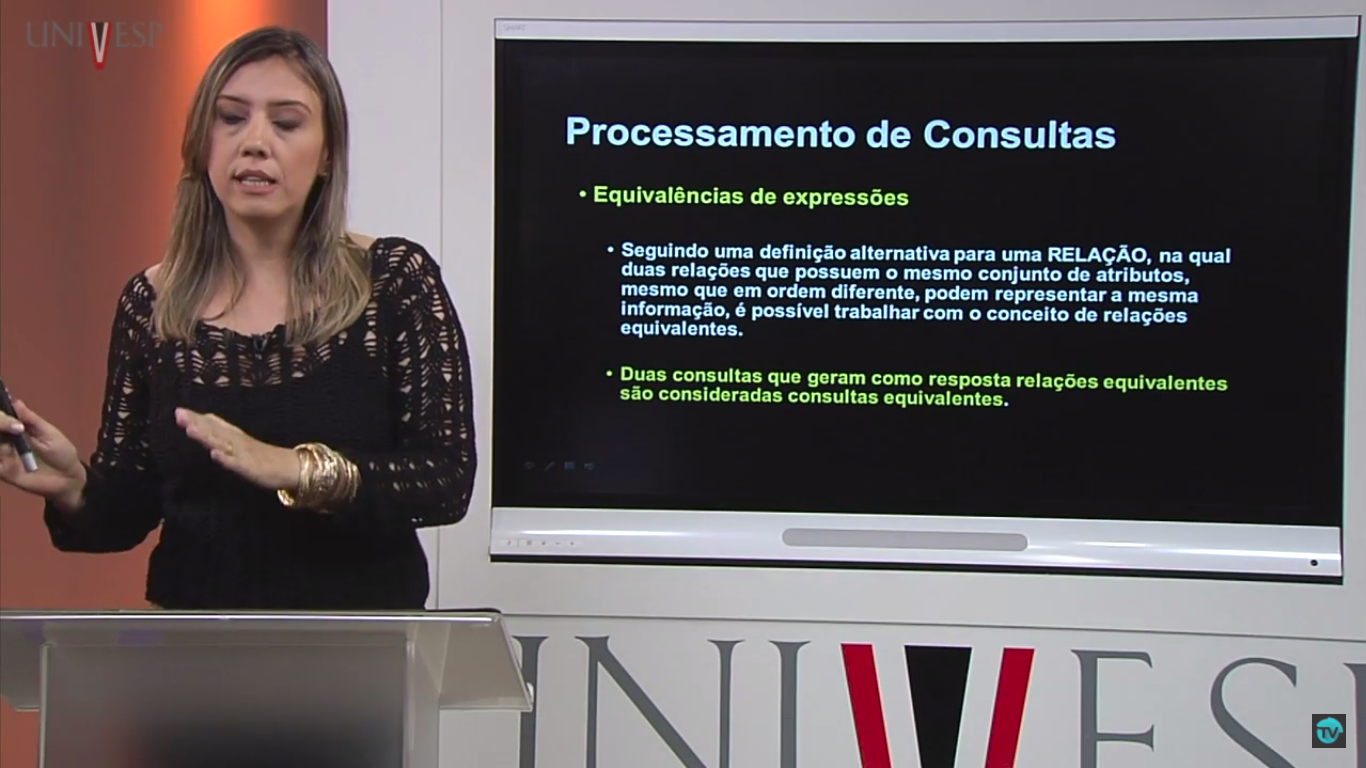 UNIVESP
SMART
Processamento de Consultas
• Equivalências de expressões
• Seguindo uma definição alternativa para uma RELAÇÃO, na qual
duas relações que possuem o mesmo conjunto de atributos,
mesmo que em ordem diferente, podem representar a mesma
informação, é possível trabalhar com o conceito de relações
equivalentes.
• Duas consultas que geram como resposta relações equivalentes
são consideradas consultas equivalentes.
UNIVES
TV